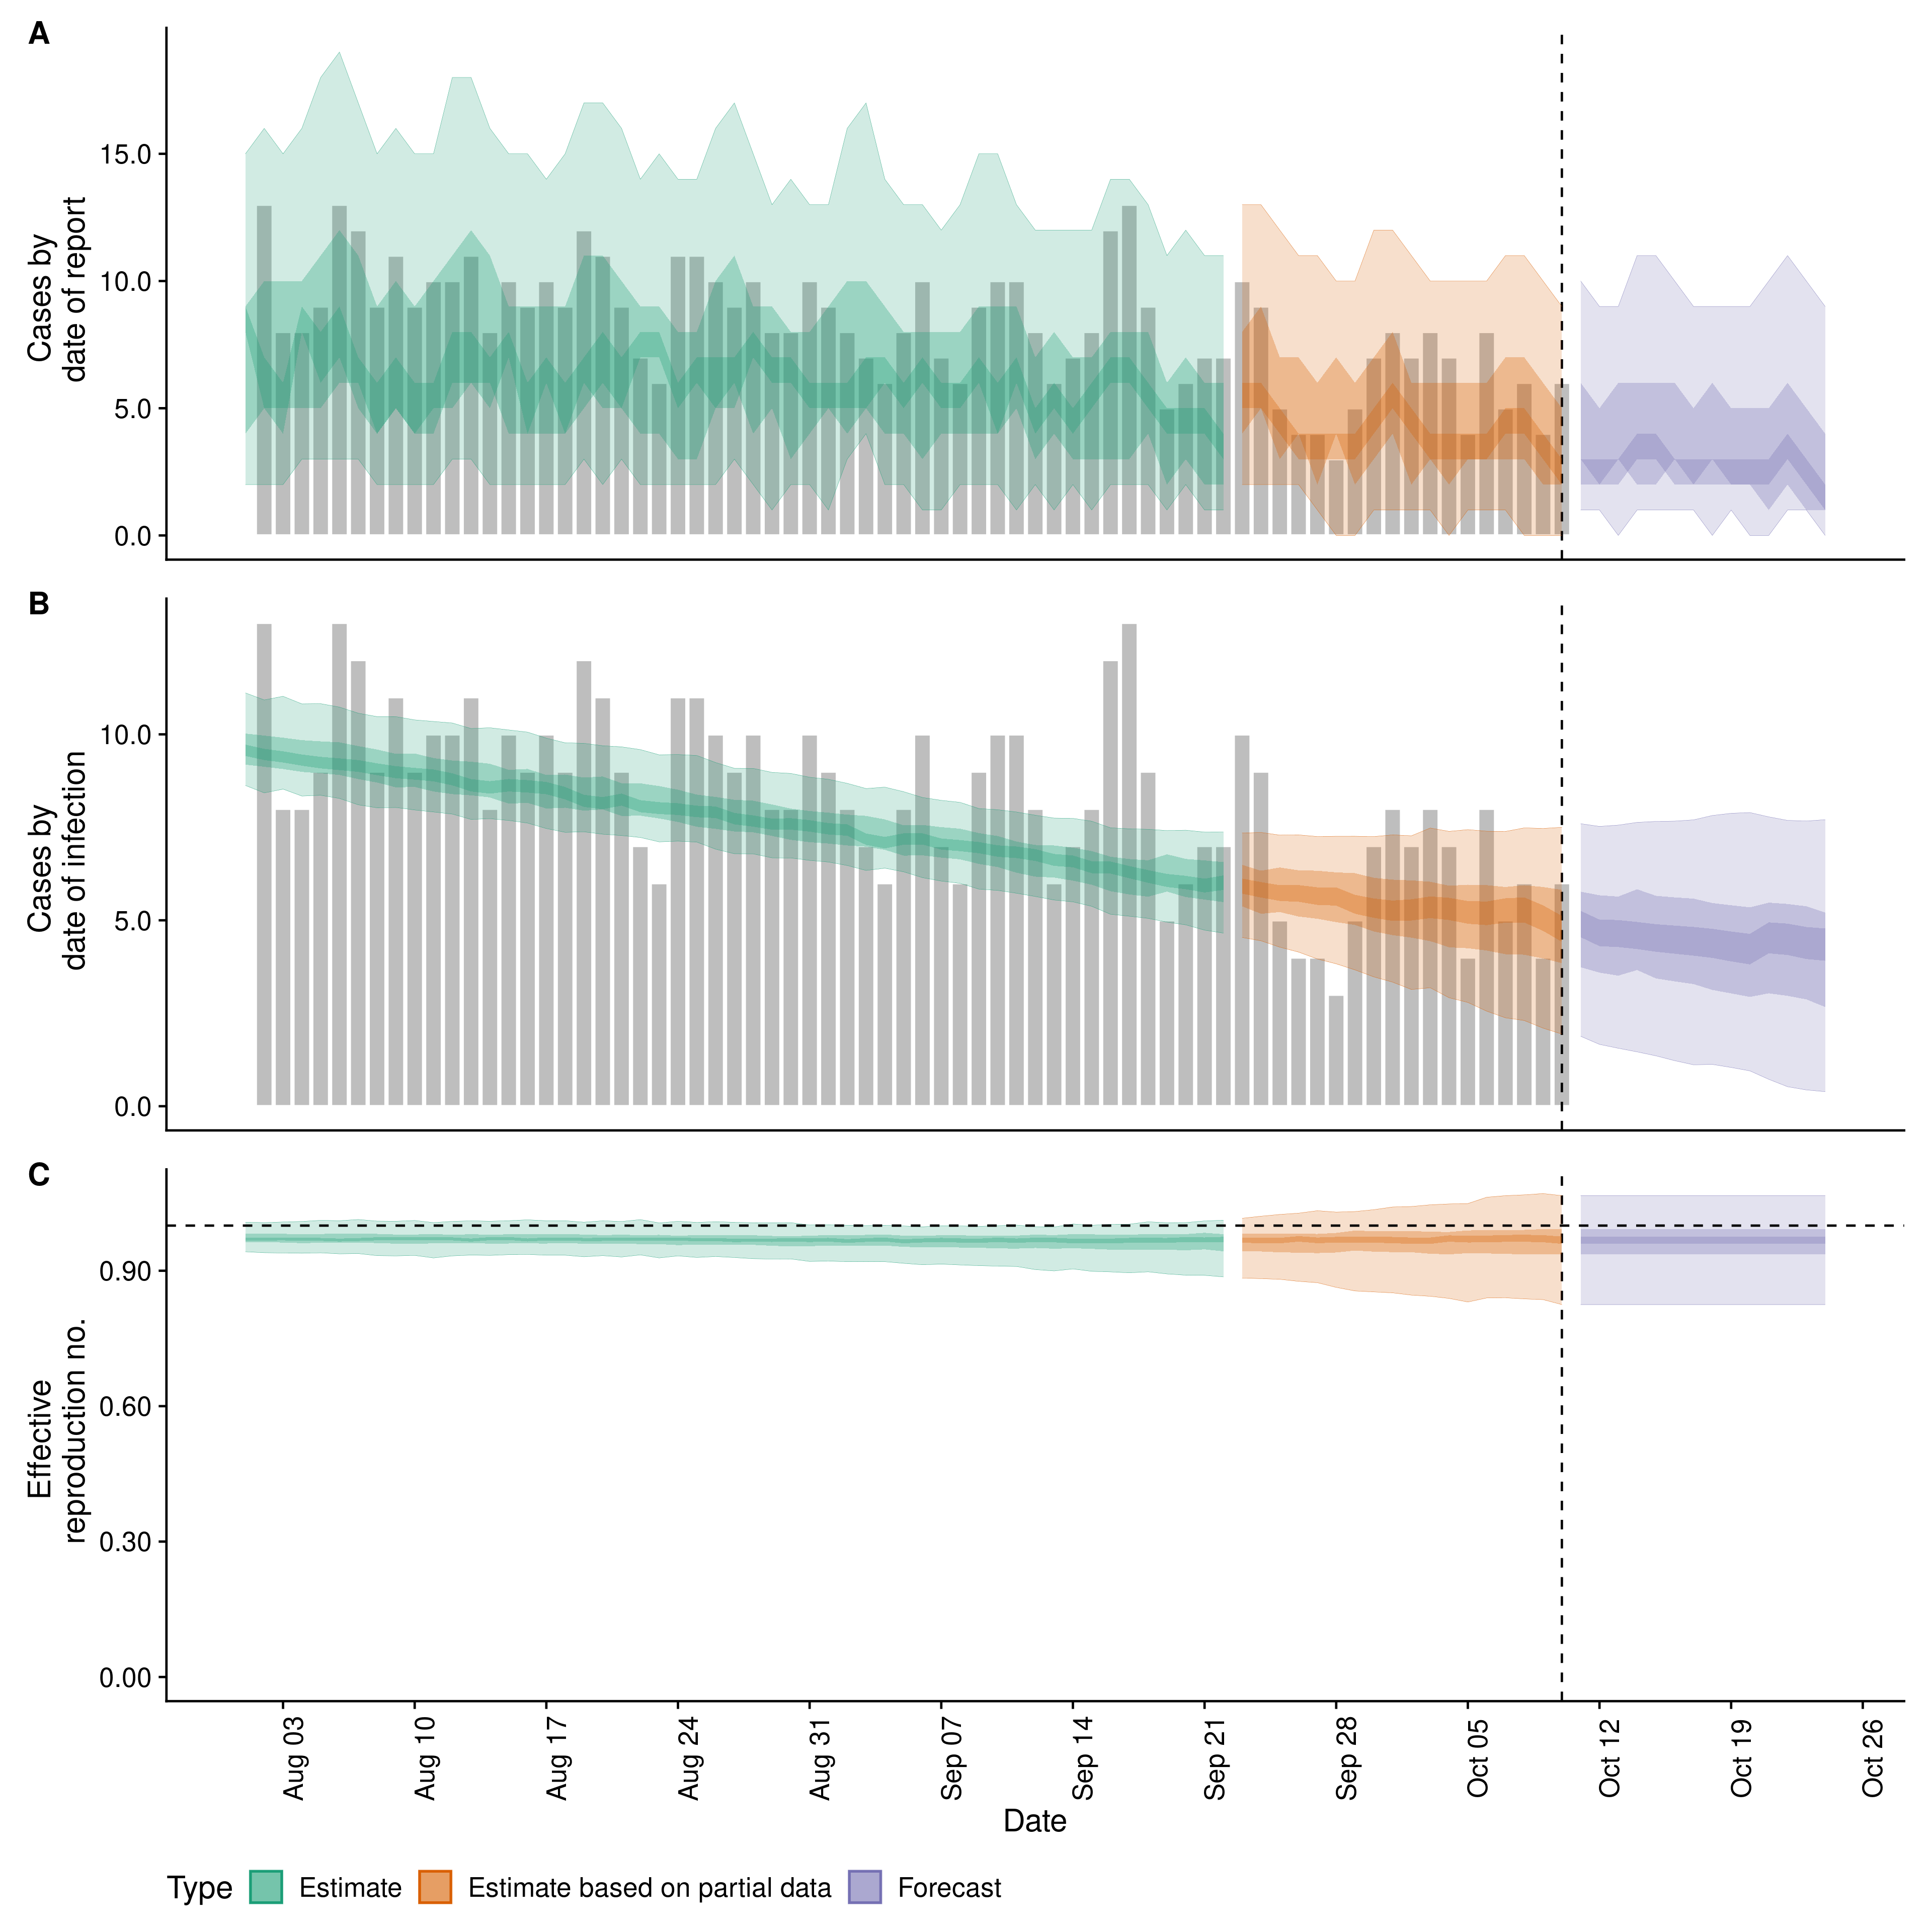 A
Cases by
date of report
15.0
10.0
5.0
0.0
B
Cases by
date of infection
10.0
5.0
0.0
C
Effective
reproduction no.
0.90
0.60
0.30
0.00
Aug 03
Aug 10
Aug 17
Aug 24
Aug 31
Sep 07
Sep 14
Sep 21
Sep 28
Oct 05
Oct 12
Oct 19
Oct 26
Date
Type Estimate Estimate based on partial data Forecast